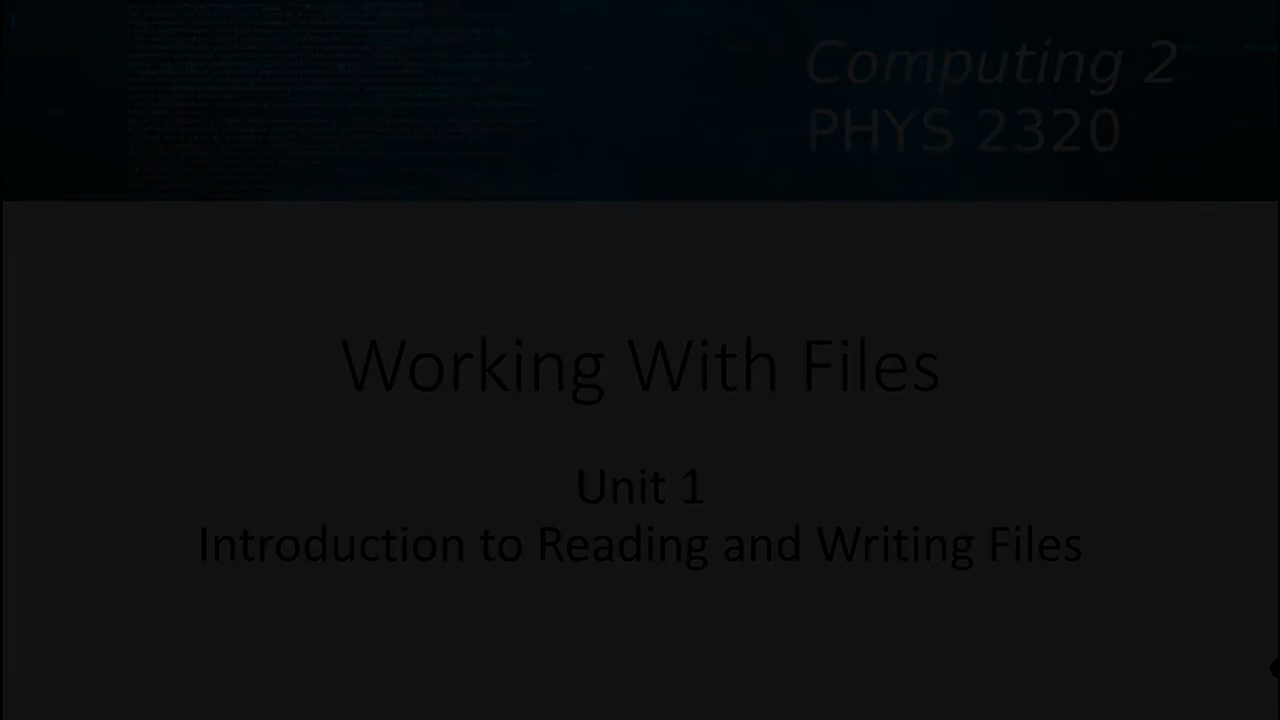 Computing 2
PHYS 2320
Working With Files
Unit 1
Introduction to Reading and Writing Files